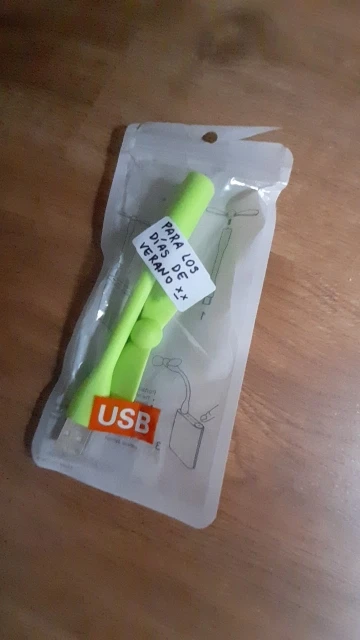 PARA LOS
DÍAS DE
VERANO xx
USB